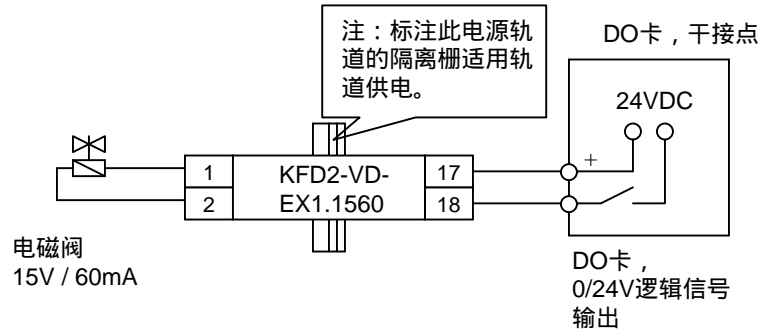 注：标注此电源轨
道的隔离栅适用轨
道供电。
DO卡，干接点
24VDC
+
1
KFD2-VD-
17
2
EX1.1560
18
电磁阀
15V / 60mA
DO卡，
0/24V逻辑信号
输出